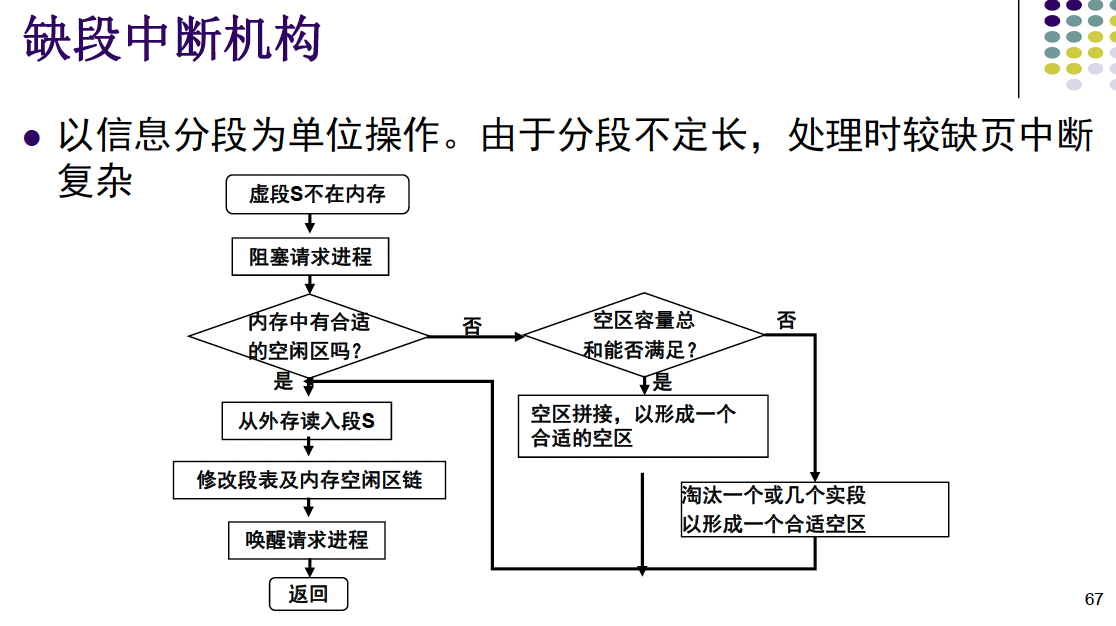 缺段中断机构
以信息分段为单位操作。由于分段不定长，处理时较缺页中断
复杂
虚段S不在内存
阻塞请求进程
内存中有合适
的空闲区吗？
否
空区容量总
和能否满足？
否
是
是
从外存读入段S
空区拼接，以形成一个
合适的空区
修改段表及内存空闲区链
淘汰一个或几个实段
以形成一个合适空区
唤醒请求进程
返回
67